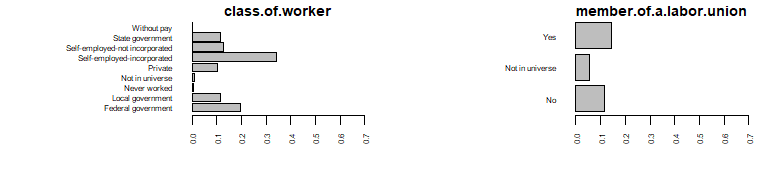 class.of.worker
Without pay
State government
Self-employed-not incorporated
Self-employed-incorporated
Private
Not in universe
Never worked
Local government
Federal government
0.0 0.1 0.2 0.3 0.4 0.5 0.6 0.7
member.of.a.labor.union
Yes
Not in universe
No
0.0 0.1 0.2 0.3 0.4 0.5 0.6 0.7